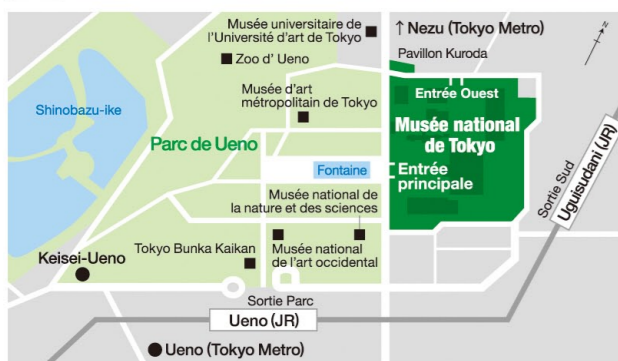 Musée universitaire de
l'Université d'art de Tokyo
↑ Nezu (Tokyo Metro)
N
Pavillon Kuroda
Zoo d' Ueno
Entrée Ouest
Musée d'art
métropolitain de Tokyo
Shinobazu-ike
Musée national
de Tokyo
Parc de Ueno
Fontaine
Entrée
principale
Musée national de
la nature et des sciences
Sortie Sud
Uguisudani (JR)
Tokyo Bunka Kaikan
Musée national
de l'art occidental
Keisei-Ueno
Sortie Parc
Ueno (JR)
Ueno (Tokyo Metro)